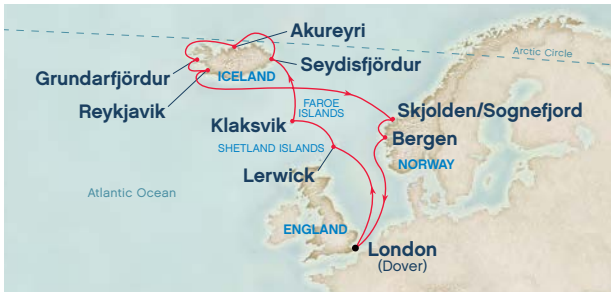 Akureyri
Arctic Circle
Seydisfjördur
Grundarfjördur
ICELAND
Reykjavik
FAROE
ISLANDS
Skjolden/Sognefjord
Klaksvik
Bergen
SHETLAND ISLANDS
NORWAY
Lerwick
Atlantic Ocean
ENGLAND
London
(Dover)